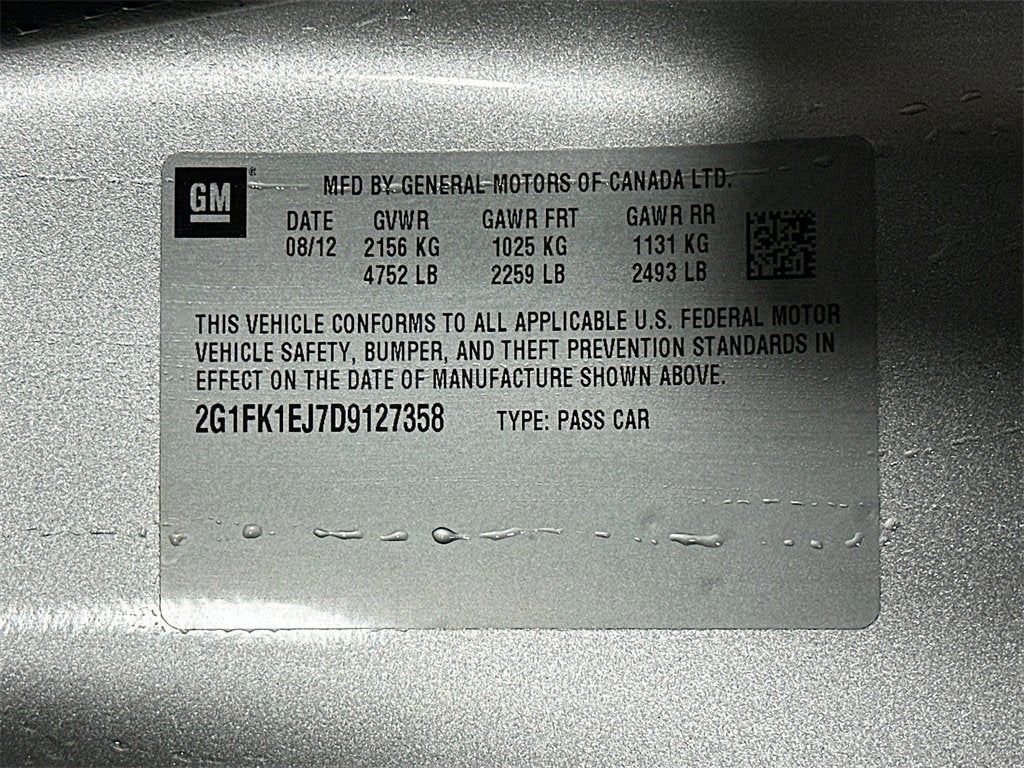 GM ®
MFD BY GENERAL MOTORS OF CANADA LTD.
DATE GVWR GAWR FRT GAWR RR
08/12 2156 KG 1025 KG 1131 KG
4752 LB 2259 LB 2493 LB
THIS VEHICLE CONFORMS TO ALL APPLICABLE U.S. FEDERAL MOTOR
VEHICLE SAFETY, BUMPER, AND THEFT PREVENTION STANDARDS IN
EFFECT ON THE DATE OF MANUFACTURE SHOWN ABOVE.
2G1FK1EJ7D9127358 TYPE: PASS CAR